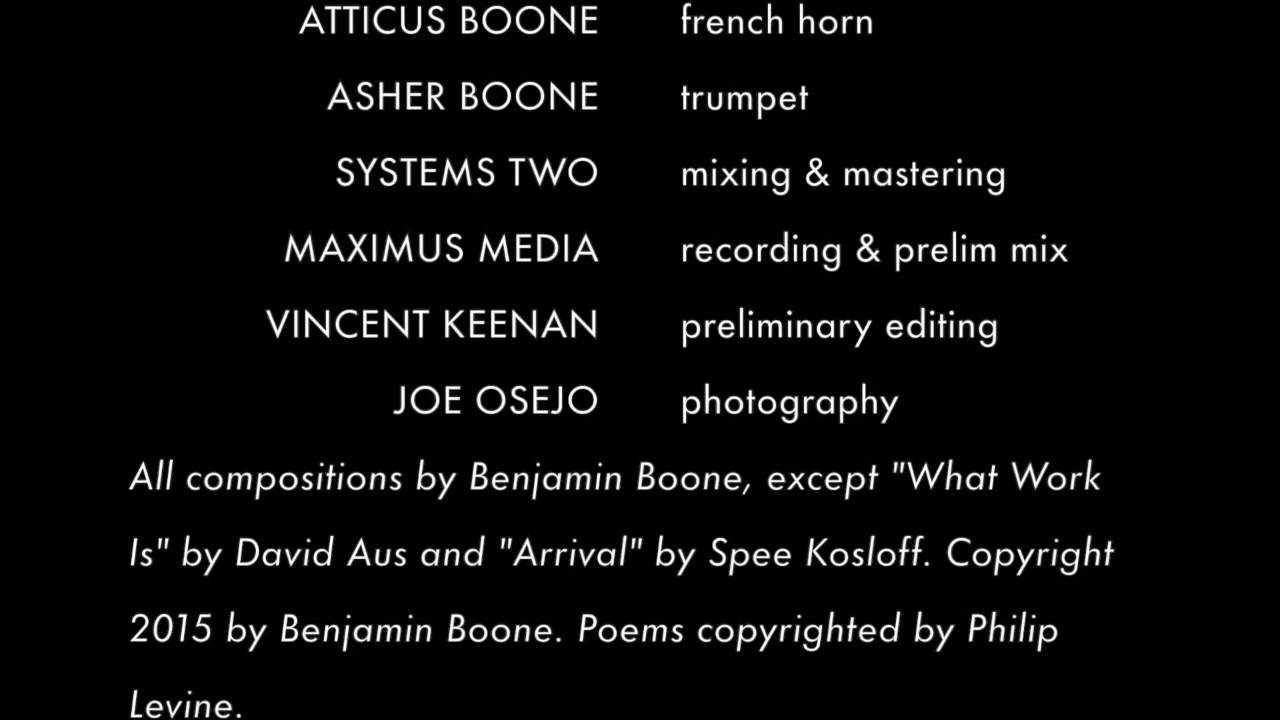 ATTICUS BOONE french horn
ASHER BOONE trumpet
SYSTEMS TWO mixing & mastering
MAXIMUS MEDIA recording & prelim mix
VINCENT KEENAN preliminary editing
JOE OSEJO photography
All compositions by Benjamin Boone, except "What Work
Is" by David Aus and "Arrival" by Spee Kosloff. Copyright
2015 by Benjamin Boone. Poems copyrighted by Philip
Levine.